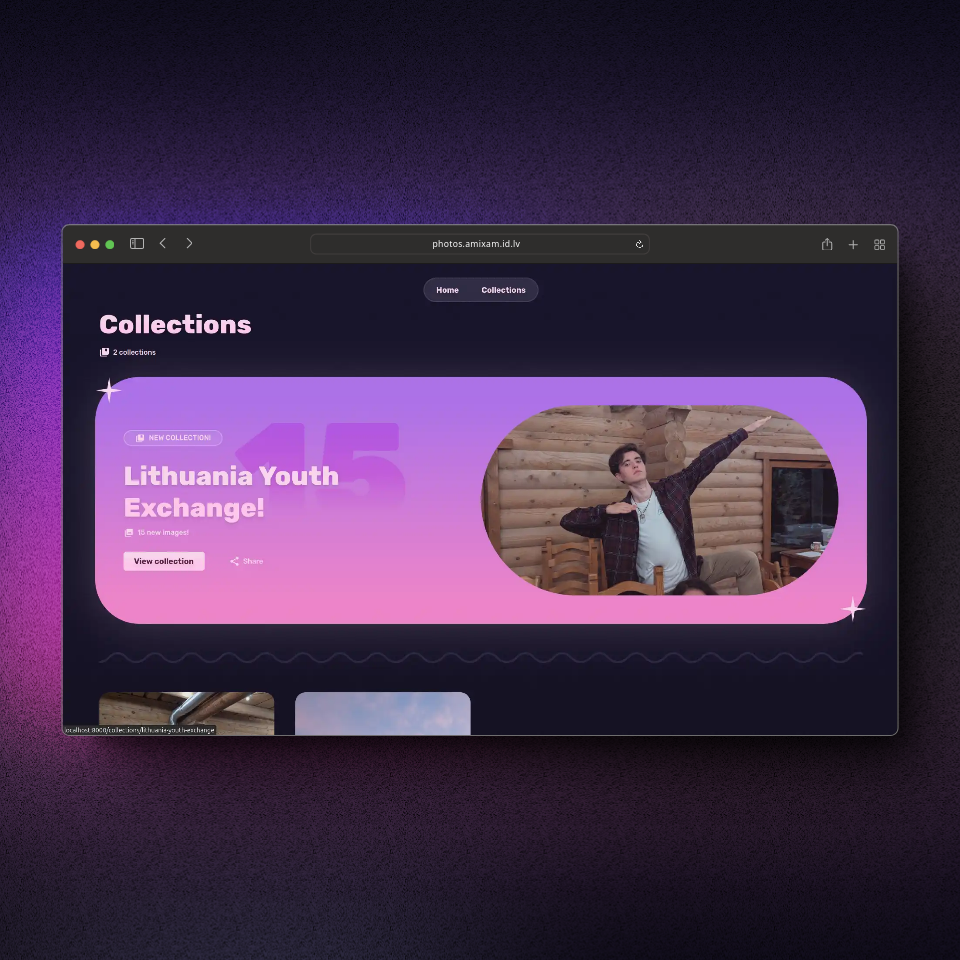 photos.amixam.id.lv
Home Collections
Collections
2 collections
NEW COLLECTION!
15
Lithuania Youth
Exchange!
15 new images!
View collection Share
localhost:8000/collections/lithuania-youth-exchange